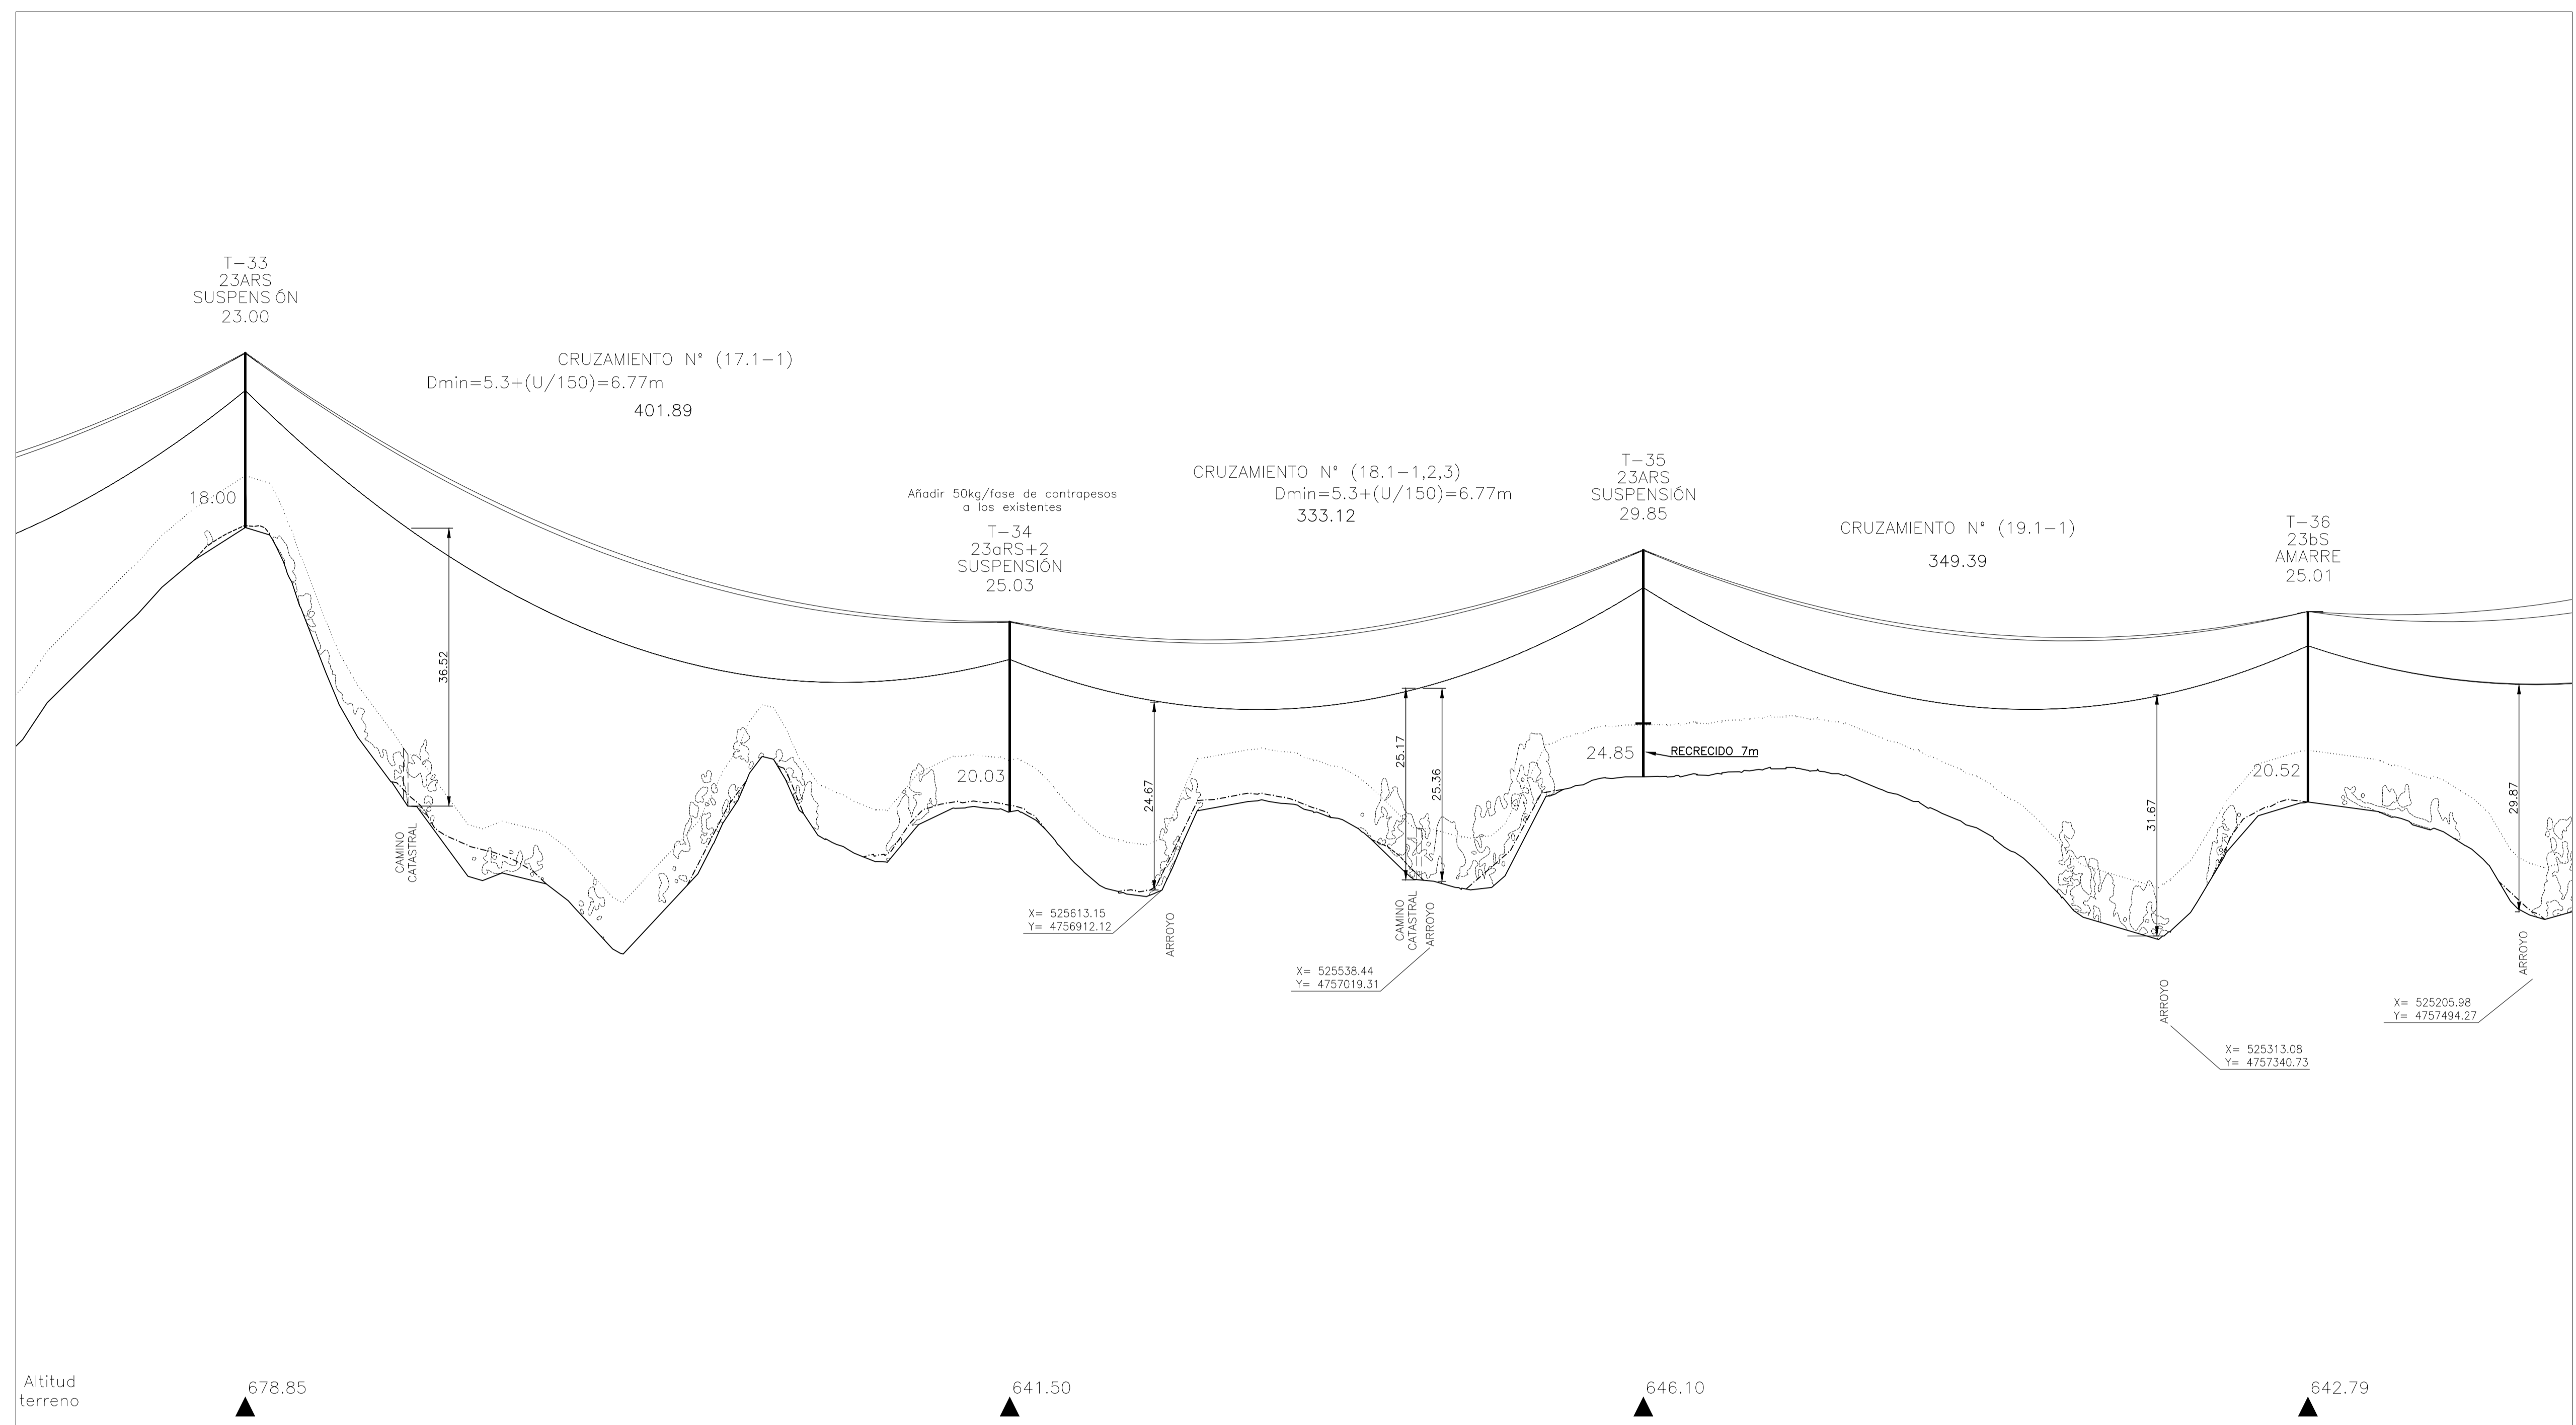 T-33
23ARS
SUSPENSIÓN
23.00
CRUZAMIENTO Nº (17.1-1)
Dmin=5.3+(U/150)=6.77m
401.89
18.00
36.52
CAMINO
CATASTRAL
Añadir 50kg/fase de contrapesos
a los existentes
T-34
23aRS+2
SUSPENSIÓN
25.03
20.03
CRUZAMIENTO Nº (18.1-1,2,3)
Dmin=5.3+(U/150)=6.77m
333.12
24.67
X= 525613.15
Y= 4756912.12
ARROYO
25.17
25.36
CAMINO
CATASTRAL
ARROYO
X= 525538.44
Y= 4757019.31
T-35
23ARS
SUSPENSIÓN
29.85
24.85
RECRECIDO 7m
CRUZAMIENTO Nº (19.1-1)
349.39
31.67
ARROYO
X= 525313.08
Y= 4757340.73
T-36
23bS
AMARRE
25.01
20.52
29.87
ARROYO
X= 525205.98
Y= 4757494.27
Altitud
terreno
678.85
641.50
646.10
642.79